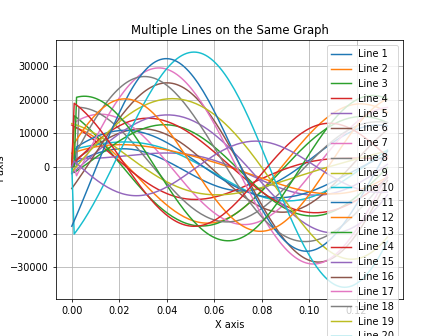 Multiple Lines on the Same Graph
30000
20000
10000
0
−10000
−20000
−30000
0.00
0.02
0.04
0.06
0.08
0.10
X axis
Line 1
Line 2
Line 3
Line 4
Line 5
Line 6
Line 7
Line 8
Line 9
Line 10
Line 11
Line 12
Line 13
Line 14
Line 15
Line 16
Line 17
Line 18
Line 19
Line 20